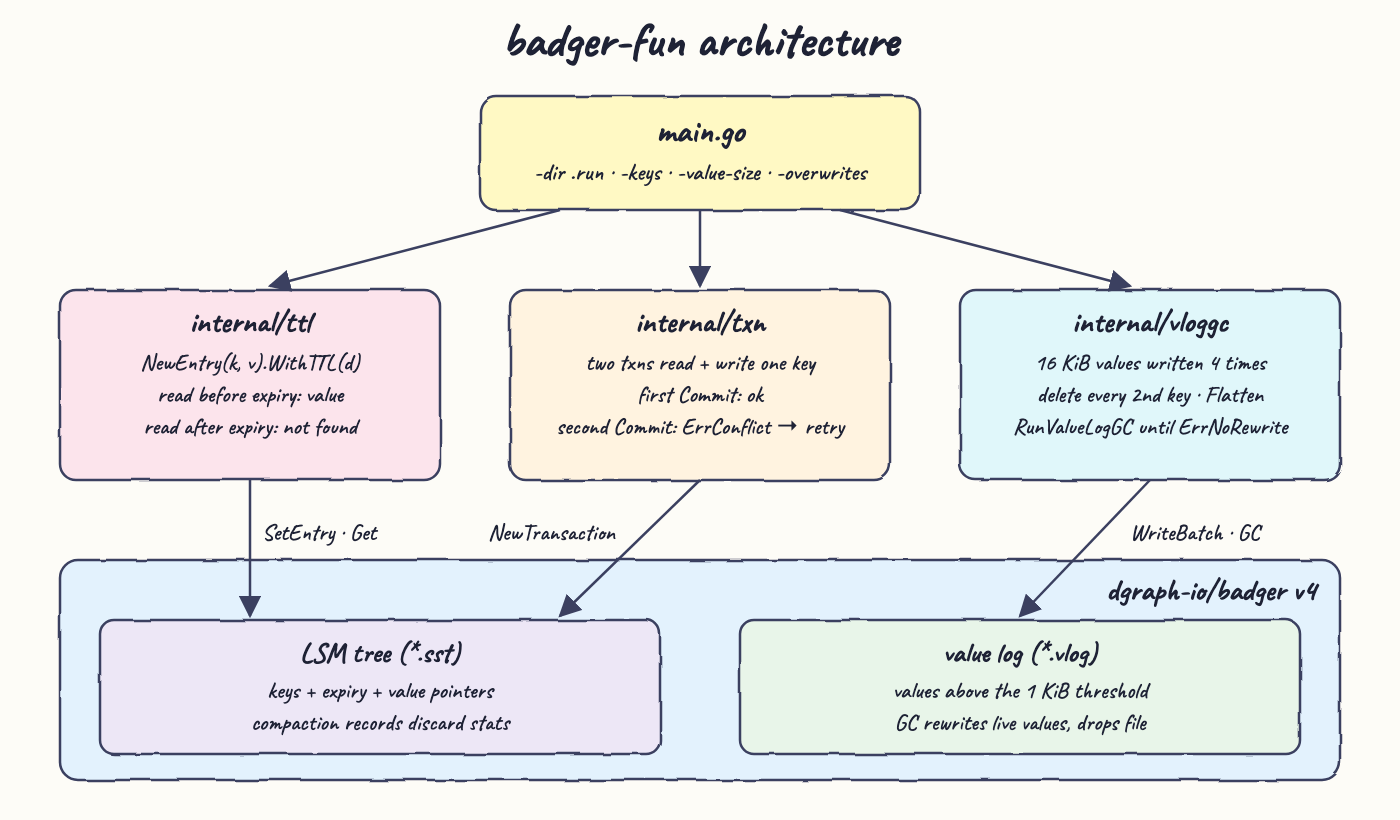 badger-fun architecture
main.go
-dir .run · -keys · -value-size · -overwrites
internal/ttl
NewEntry(k, v).WithTTL(d)
read before expiry: value
read after expiry: not found
internal/txn
two txns read + write one key
first Commit: ok
second Commit: ErrConflict → retry
internal/vloggc
16 KiB values written 4 times
delete every 2nd key · Flatten
RunValueLogGC until ErrNoRewrite
SetEntry · Get
NewTransaction
WriteBatch · GC
dgraph-io/badger v4
LSM tree (*.sst)
keys + expiry + value pointers
compaction records discard stats
value log (*.vlog)
values above the 1 KiB threshold
GC rewrites live values, drops file